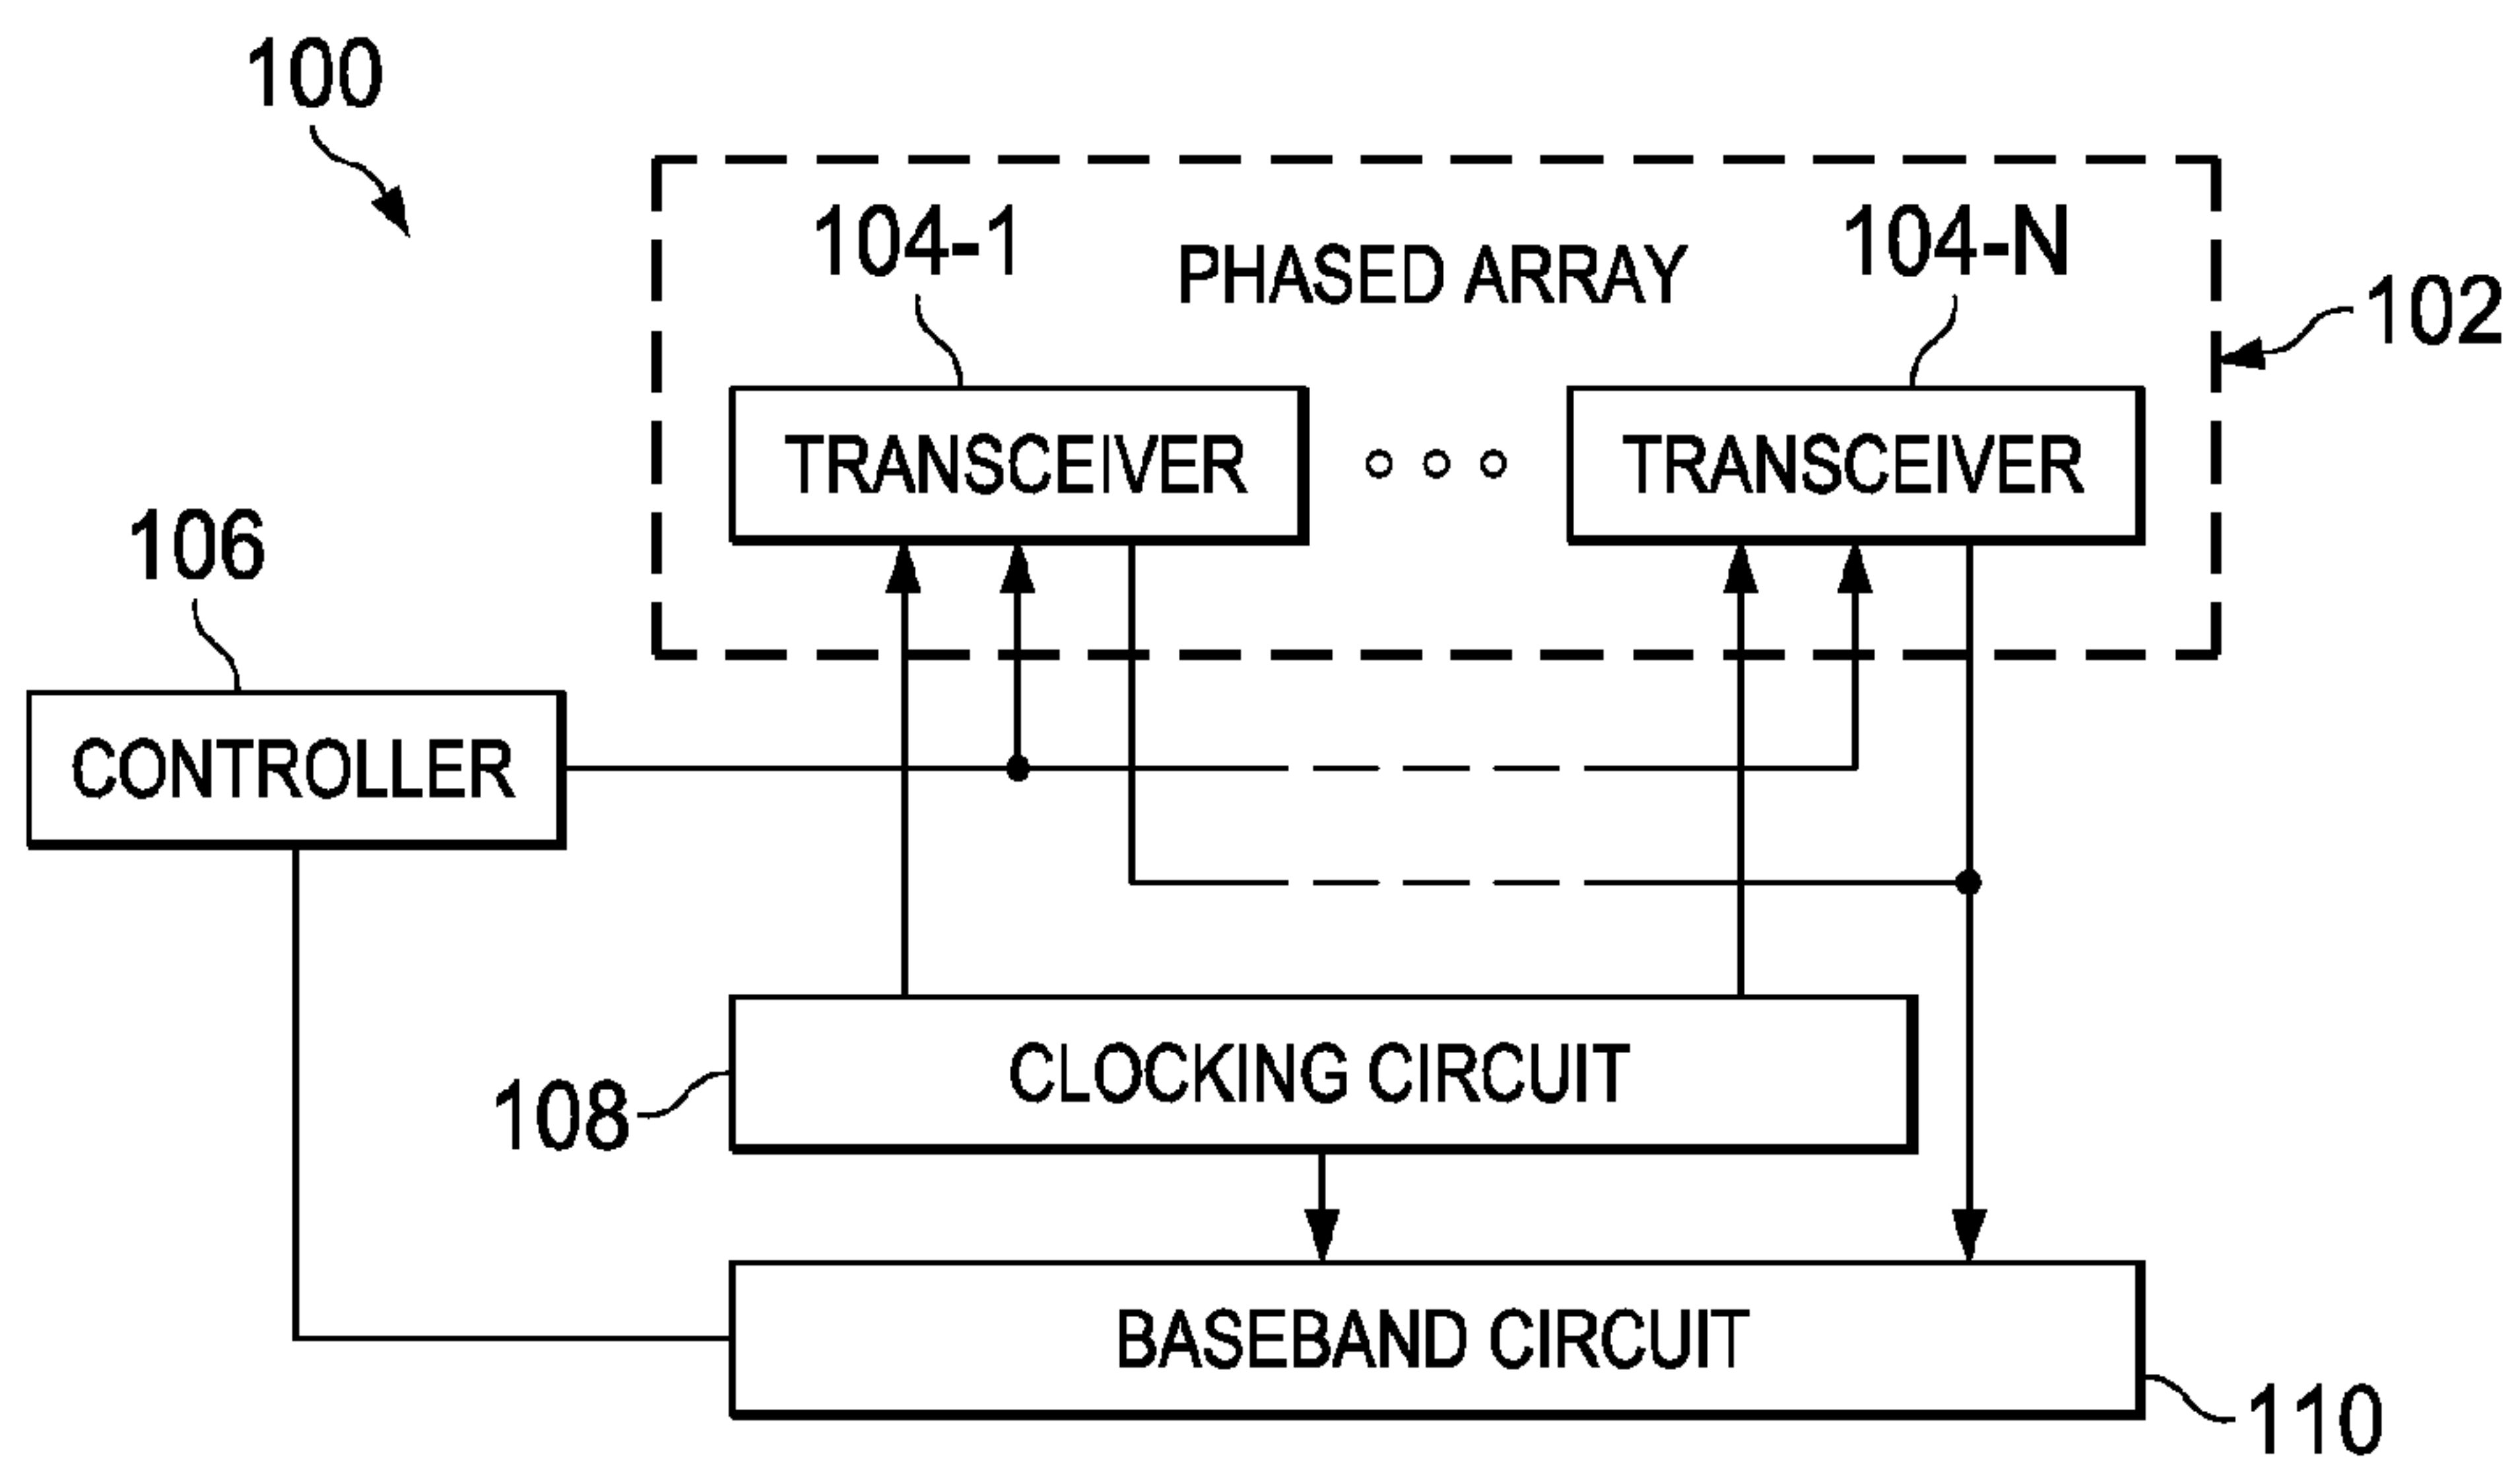 100
104-1
104-N
PHASED ARRAY
102
TRANSCEIVER
TRANSCEIVER
106
CONTROLLER
CLOCKING CIRCUIT
108
BASEBAND CIRCUIT
110